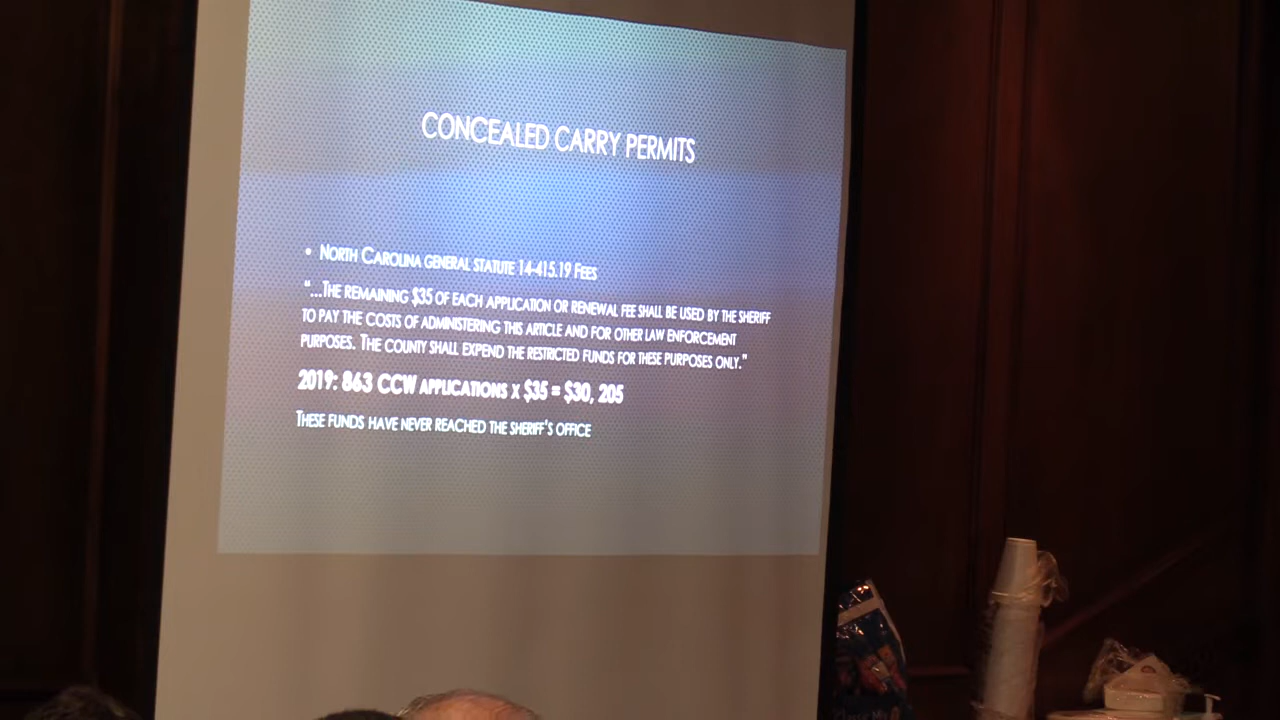 CONCEALED CARRY PERMITS
• NORTH CAROLINA GENERAL STATUTE 14-415.19 FEES
"...THE REMAINING $35 OF EACH APPLICATION OR RENEWAL FEE SHALL BE USED BY THE SHERIFF
TO PAY THE COSTS OF ADMINISTERING THIS ARTICLE AND FOR OTHER LAW ENFORCEMENT
PURPOSES. THE COUNTY SHALL EXPEND THE RESTRICTED FUNDS FOR THESE PURPOSES ONLY."
2019: 863 CCW APPLICATIONS X $35 = $30, 205
THESE FUNDS HAVE NEVER REACHED THE SHERIFF'S OFFICE